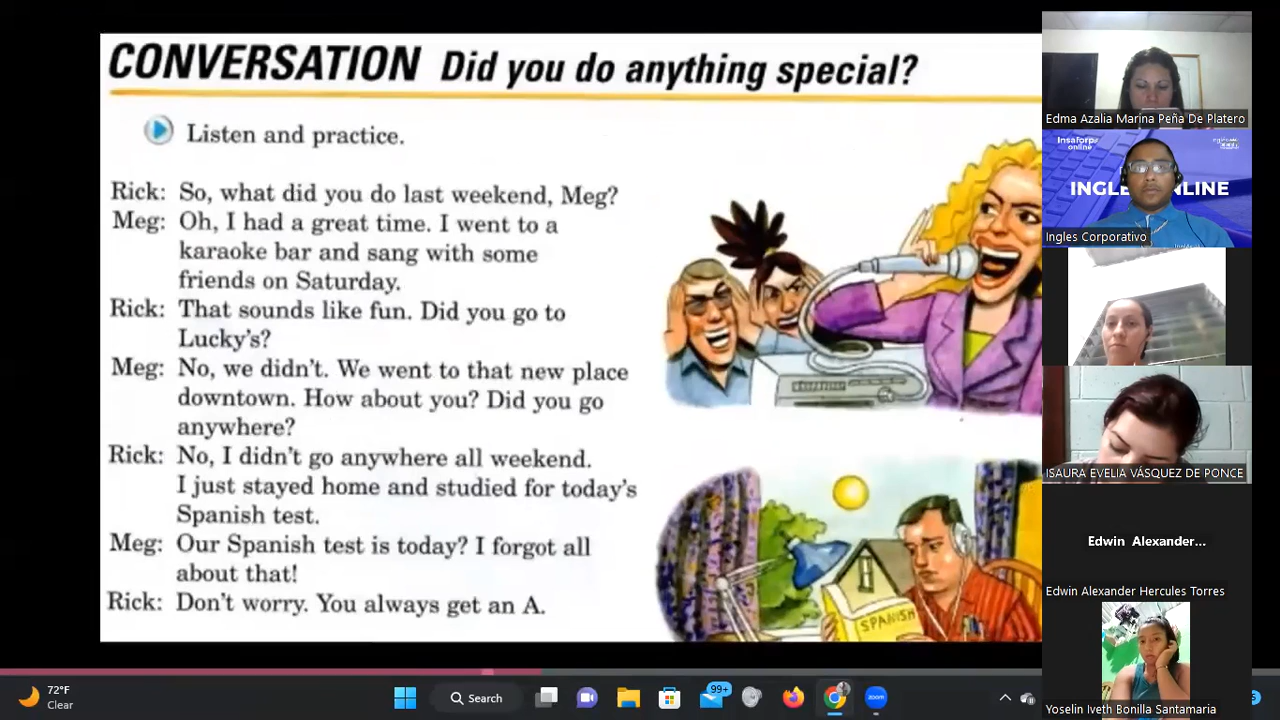 CONVERSATION Did you do anything special?
Listen and practice.
Rick: So, what did you do last weekend, Meg?
Meg: Oh, I had a great time. I went to a
karaoke bar and sang with some
friends on Saturday.
Rick: That sounds like fun. Did you go to
Lucky's?
Meg: No, we didn't. We went to that new place
downtown. How about you? Did you go
anywhere?
Rick: No, I didn't go anywhere all weekend.
I just stayed home and studied for today's
Spanish test.
Meg: Our Spanish test is today? I forgot all
about that!
Rick: Don't worry. You always get an A.
SPANISH
Edma Azalia Marina Peña De Platero
Insaforp
online
INGLE ONLINE
Ingles Corporativo
ISAURA EVELIA VÁSQUEZ DE PONCE
Edwin Alexander...
Edwin Alexander Hercules Torres
Yoselin Iveth Bonilla Santamaria
72°F
Clear
Search
99+
zoom